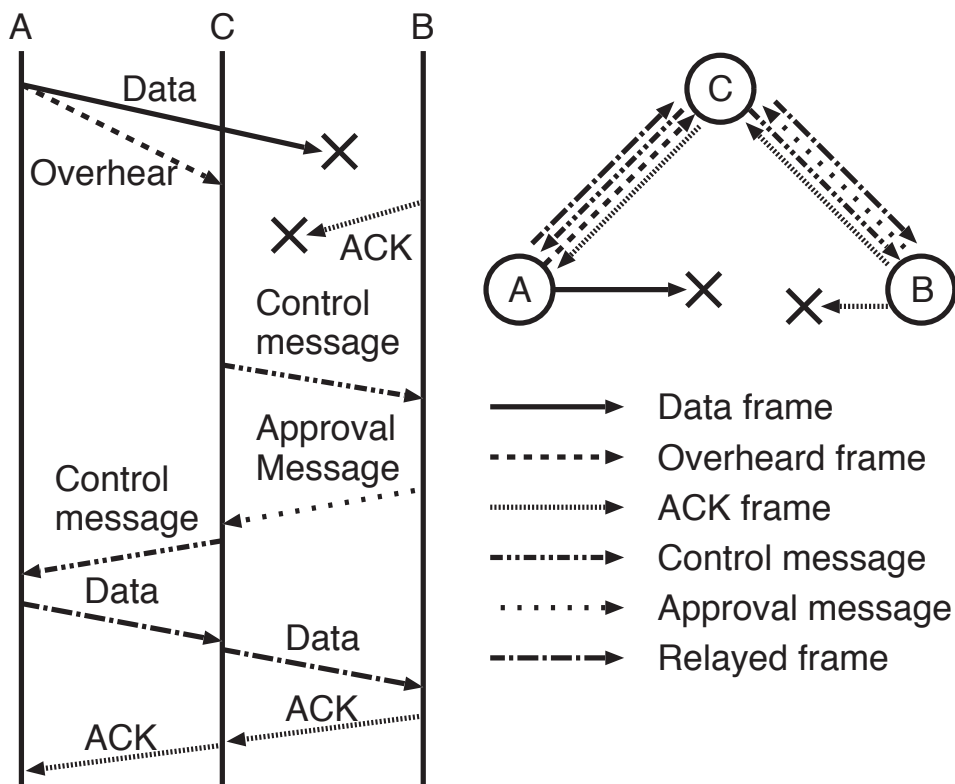 A
C
B
Data
Overhear
ACK
Control
message
Approval
Message
Control
message
Data
Data
ACK
ACK
C
A
B
Data frame
Overheard frame
ACK frame
Control message
Approval message
Relayed frame